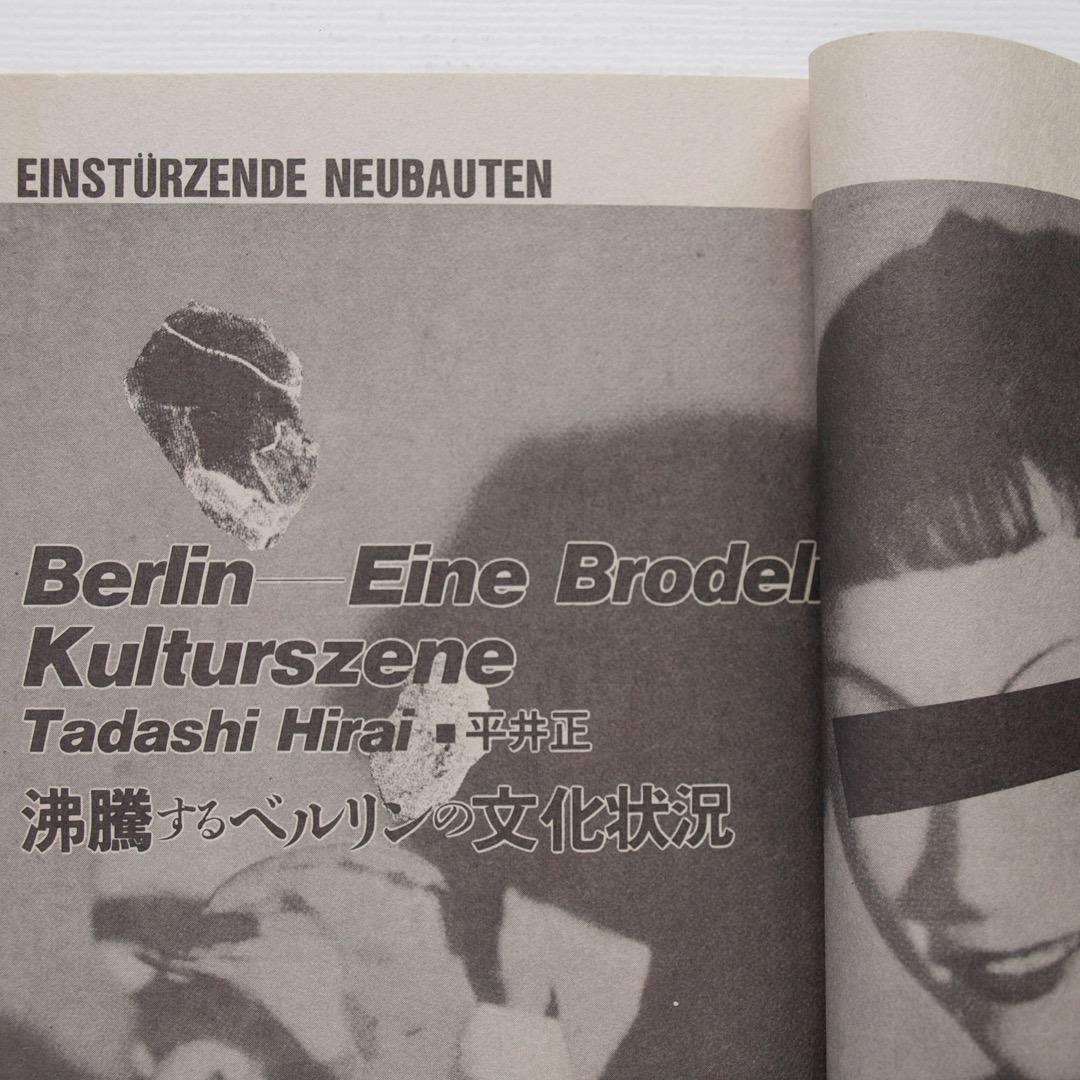 EINSTÜRZENDE NEUBAUTEN
Berlin——Eine
Kulturszene
Tadashi Hirai ■ 平井正
沸騰するベルリンの文化状況